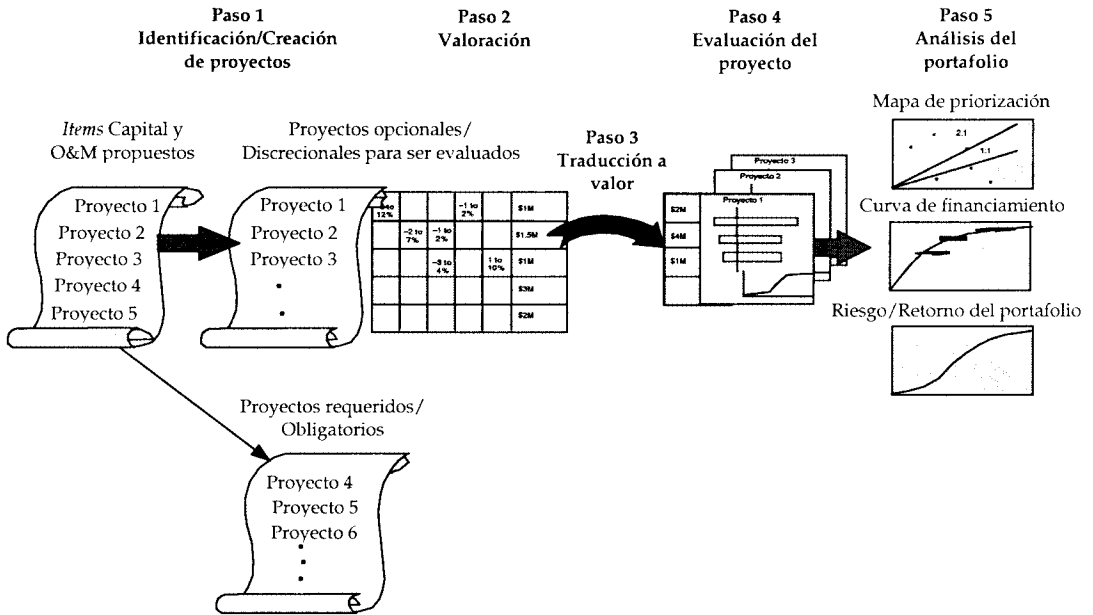 Paso 1
Identificación/Creación
de proyectos
Paso 2
Valoración
Paso 4
Evaluación del
proyecto
Paso 5
Análisis del
portafolio
Items Capital y
O&M propuestos
Proyecto 1
Proyecto 2
Proyecto 3
Proyecto 4
Proyecto 5
Proyectos opcionales/
Discrecionales para ser evaluados
Proyecto 1
Proyecto 2
Proyecto 3
12%
–1 to
2%
$1M
–2 to
7%
–1 to
2%
$1.5M
–3 to
4%
1 to
10%
$1M
$3M
$2M
Paso 3
Traducción a
valor
$2M
$4M
$1M
Proyecto 3
Proyecto 2
Proyecto 1
Mapa de priorización
2:1
1:1
Curva de financiamiento
Riesgo/Retorno del portafolio
Proyectos requeridos/
Obligatorios
Proyecto 4
Proyecto 5
Proyecto 6